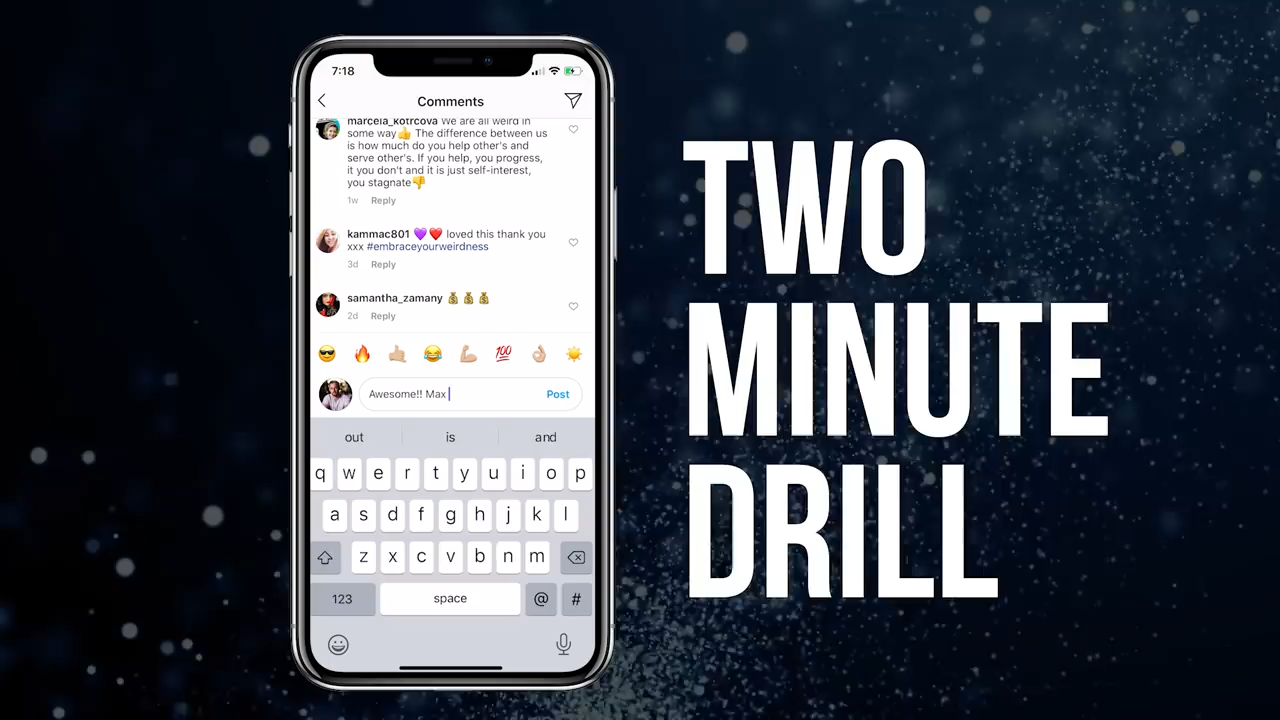 7:18
Comments
marcela_kotrcova We are all weird in
some way👍 The difference between us
is how much do you help other's and
serve other's. If you help, you progress,
it you don't and it is just self-interest,
you stagnate👎
1w Reply
kammac801 💜❤️ loved this thank you
xxx #embraceyourweirdness
3d Reply
samantha_zamany 💰💰💰
2d Reply
Awesome!! Max Post
out is and
q w e r t y u i o p
a s d f g h j k l
z x c v b n m
123 space @ #
TWO
MINUTE
DRILL